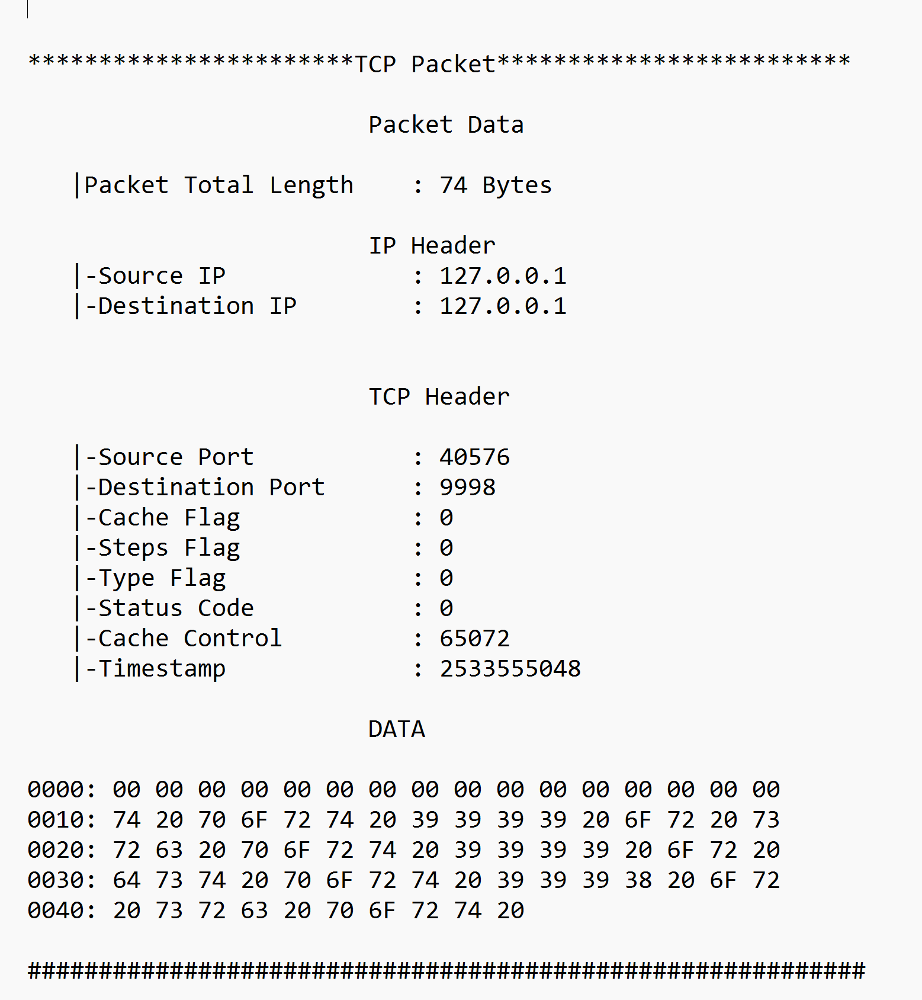 ***********************TCP Packet*************************
Packet Data
|Packet Total Length    : 74 Bytes
IP Header
|-Source IP             : 127.0.0.1
|-Destination IP        : 127.0.0.1
TCP Header
|-Source Port           : 40576
|-Destination Port      : 9998
|-Cache Flag            : 0
|-Steps Flag            : 0
|-Type Flag             : 0
|-Status Code           : 0
|-Cache Control         : 65072
|-Timestamp             : 2533555048
DATA
0000: 00 00 00 00 00 00 00 00 00 00 00 00 00 00 00 00
0010: 74 20 70 6F 72 74 20 39 39 39 39 20 6F 72 20 73
0020: 72 63 20 70 6F 72 74 20 39 39 39 39 20 6F 72 20
0030: 64 73 74 20 70 6F 72 74 20 39 39 39 38 20 6F 72
0040: 20 73 72 63 20 70 6F 72 74 20
###########################################################